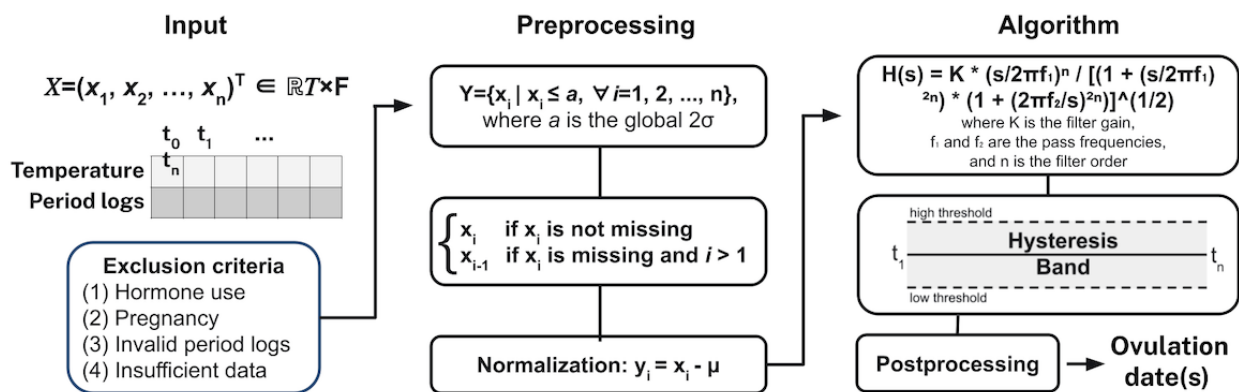 Input
X=(x₁, x₂, ..., xₙ)ᵀ ∈ ℝT×F
t₀ t₁ ...
tₙ
Temperature
Period logs
Exclusion criteria
(1) Hormone use
(2) Pregnancy
(3) Invalid period logs
(4) Insufficient data
Preprocessing
Y={xᵢ | xᵢ ≤ a, ∀ i=1, 2, ..., n},
where a is the global 2σ
xᵢ if xᵢ is not missing
xᵢ₋₁ if xᵢ is missing and i > 1
Normalization: yᵢ = xᵢ - μ
Algorithm
H(s) = K * (s/2πf₁)ⁿ / [(1 + (s/2πf₁)
²ⁿ) * (1 + (2πf₂/s)²ⁿ)]^(1/2)
where K is the filter gain,
f₁ and f₂ are the pass frequencies,
and n is the filter order
high threshold
Hysteresis
t₁ tₙ
Band
low threshold
Postprocessing
Ovulation
date(s)